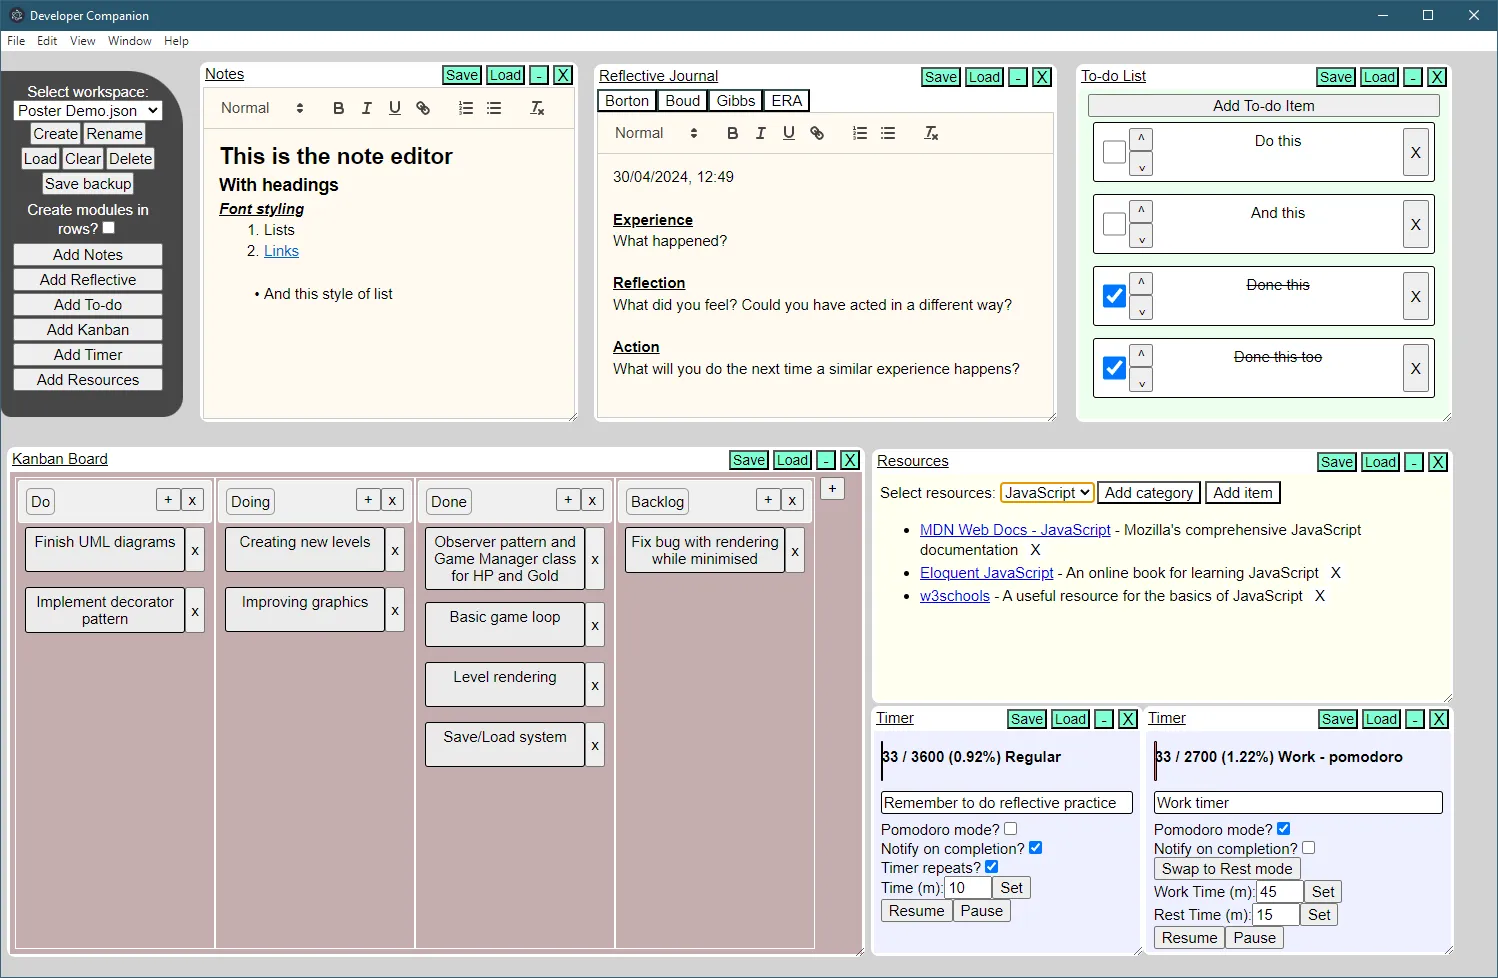 Developer Companion
File Edit View Window Help
Select workspace:
Poster Demo.json
Create Rename
Load Clear Delete
Save backup
Create modules in
rows?
Add Notes
Add Reflective
Add To-do
Add Kanban
Add Timer
Add Resources
Notes Save Load - X
Normal B I U
This is the note editor
With headings
Font styling
1. Lists
2. Links
• And this style of list
Reflective Journal Save Load - X
Borton Boud Gibbs ERA
Normal B I U
30/04/2024, 12:49
Experience
What happened?
Reflection
What did you feel? Could you have acted in a different way?
Action
What will you do the next time a similar experience happens?
To-do List Save Load - X
Add To-do Item
^ v Do this X
^ v And this X
^ v Done this X
^ v Done this too X
Kanban Board Save Load - X
Do + x
Finish UML diagrams x
Implement decorator
pattern x
Doing + x
Creating new levels x
Improving graphics x
Done + x
Observer pattern and
Game Manager class x
for HP and Gold
Basic game loop x
Level rendering x
Save/Load system x
Backlog + x
Fix bug with rendering
while minimised x
+
Resources Save Load - X
Select resources: JavaScript Add category Add item
• MDN Web Docs - JavaScript - Mozilla's comprehensive JavaScript
documentation X
• Eloquent JavaScript - An online book for learning JavaScript X
• w3schools - A useful resource for the basics of JavaScript X
Timer Save Load - X
33 / 3600 (0.92%) Regular
Remember to do reflective practice
Pomodoro mode?
Notify on completion?
Timer repeats?
Time (m): 10 Set
Resume Pause
Timer Save Load - X
33 / 2700 (1.22%) Work - pomodoro
Work timer
Pomodoro mode?
Notify on completion?
Swap to Rest mode
Work Time (m): 45 Set
Rest Time (m): 15 Set
Resume Pause